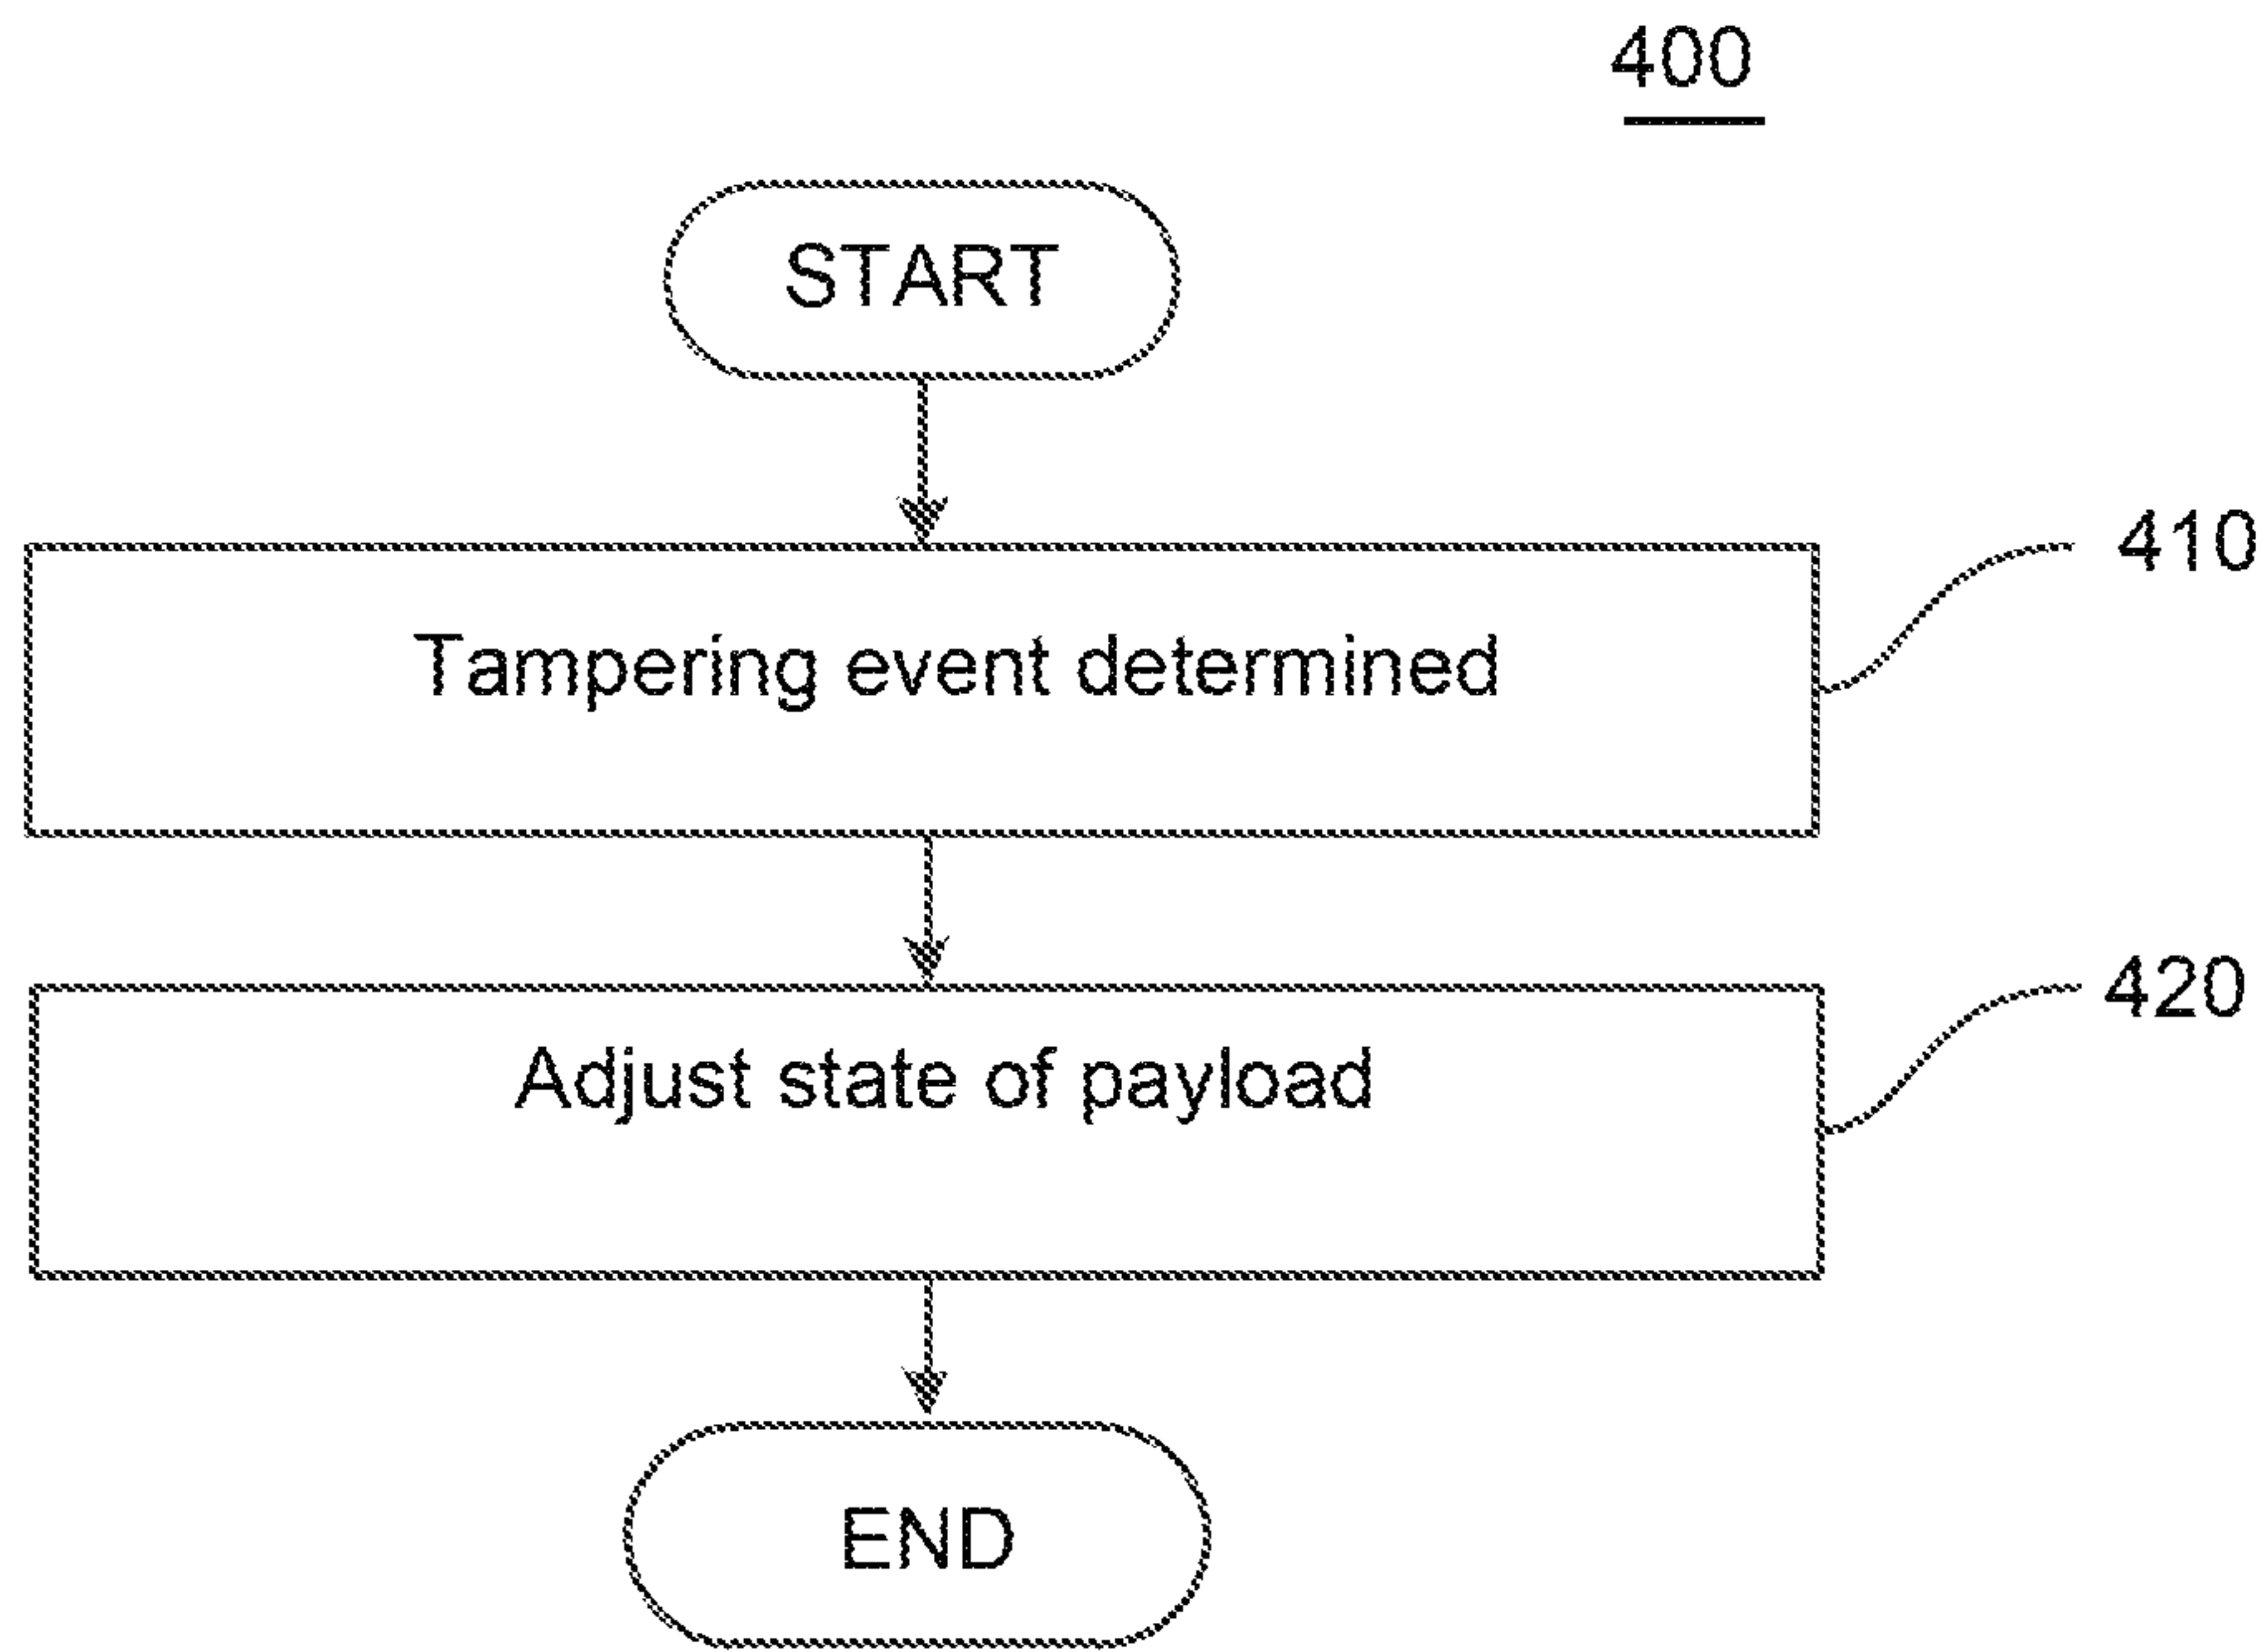 400
START
Tampering event determined
410
Adjust state of payload
420
END